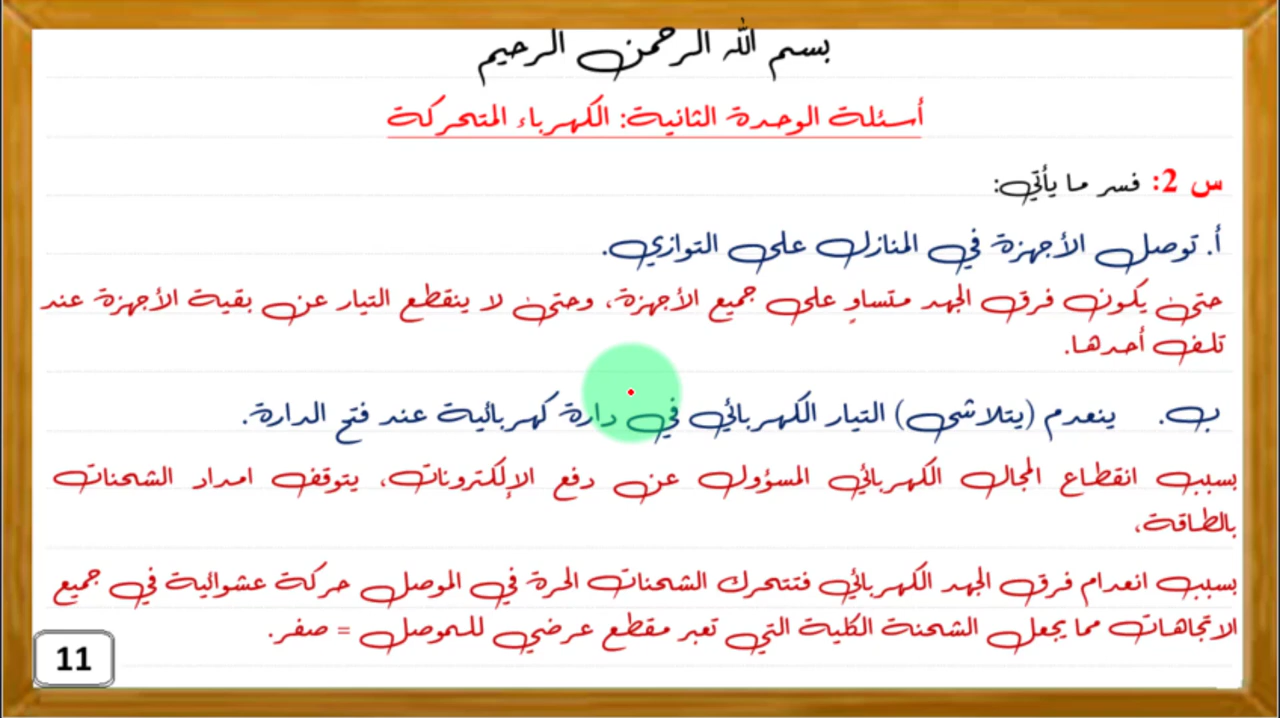 بسم الله الرحمن الرحيم
أسئلة الوحدة الثانية: الكهرباء المتحركة
س 2: فسر ما يأتي:
أ. توصل الأجهزة في المنازل على التوازي.
حتى يكون فرق الجهد متساوٍ على جميع الأجهزة، وحتى لا ينقطع التيار عن بقية الأجهزة عند
تلف أحدها.
ب. ينعدم (يتلاشى) التيار الكهربائي في دارة كهربائية عند فتح الدارة.
بسبب انقطاع المجال الكهربائي المسؤول عن دفع الإلكترونات، يتوقف امداد الشحنات
بالطاقة،
بسبب انعدام فرق الجهد الكهربائي فتتحرك الشحنات الحرة في الموصل حركة عشوائية في جميع
الاتجاهات مما يجعل الشحنة الكلية التي تعبر مقطع عرضي للموصل = صفر.
11